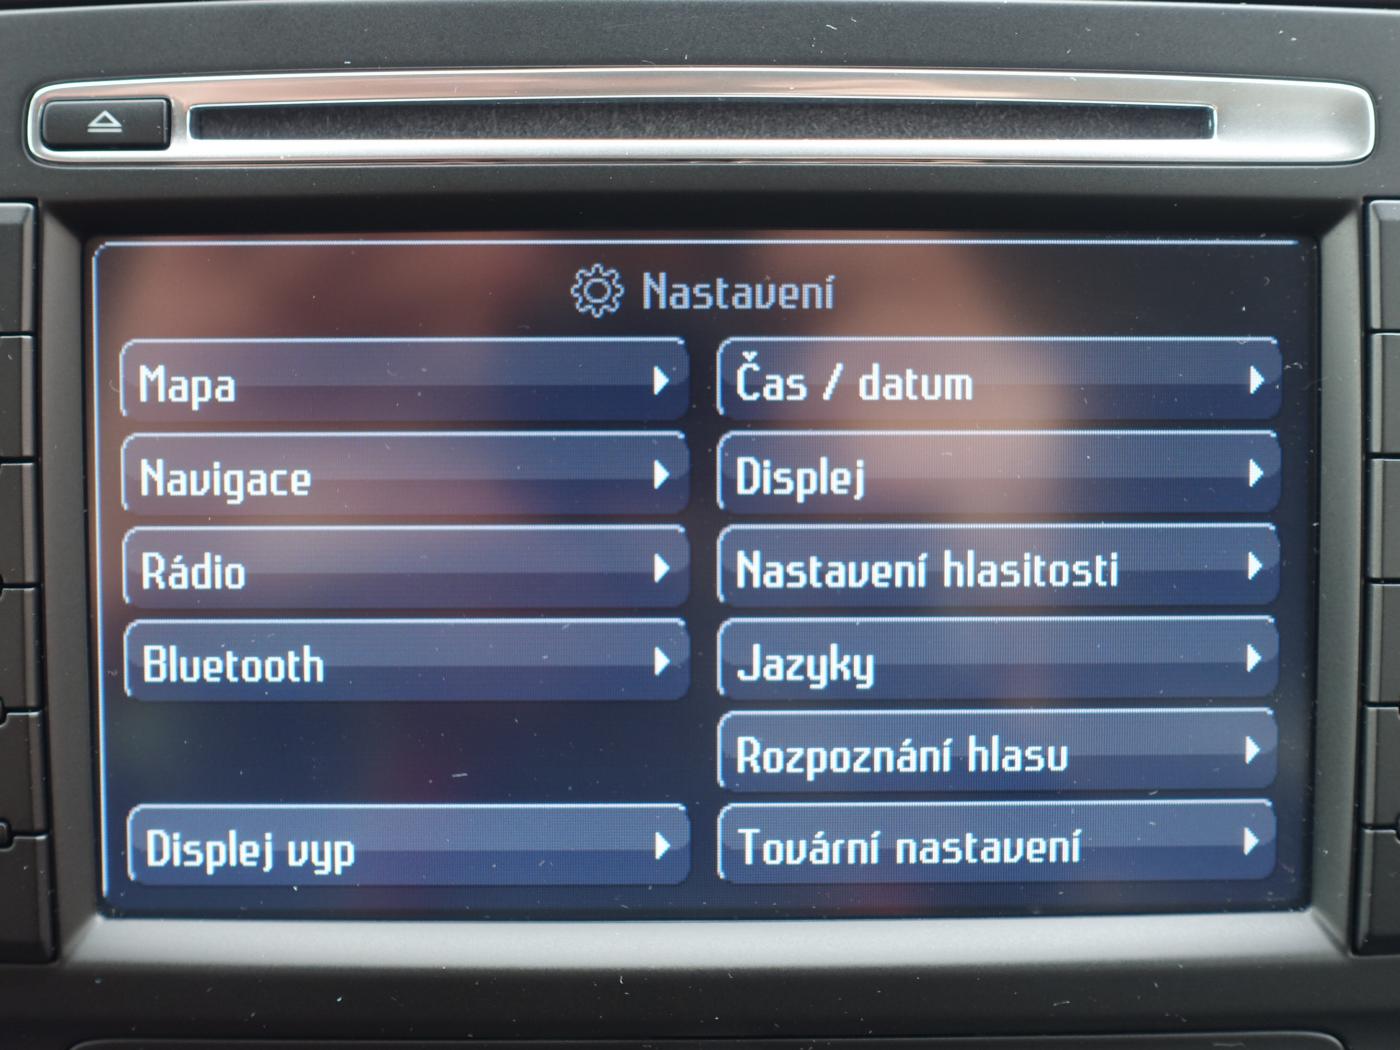 Nastavení
Mapa
Navigace
Rádio
Bluetooth
Displej vyp
Čas / datum
Displej
Nastavení hlasitosti
Jazyky
Rozpoznání hlasu
Tovární nastavení